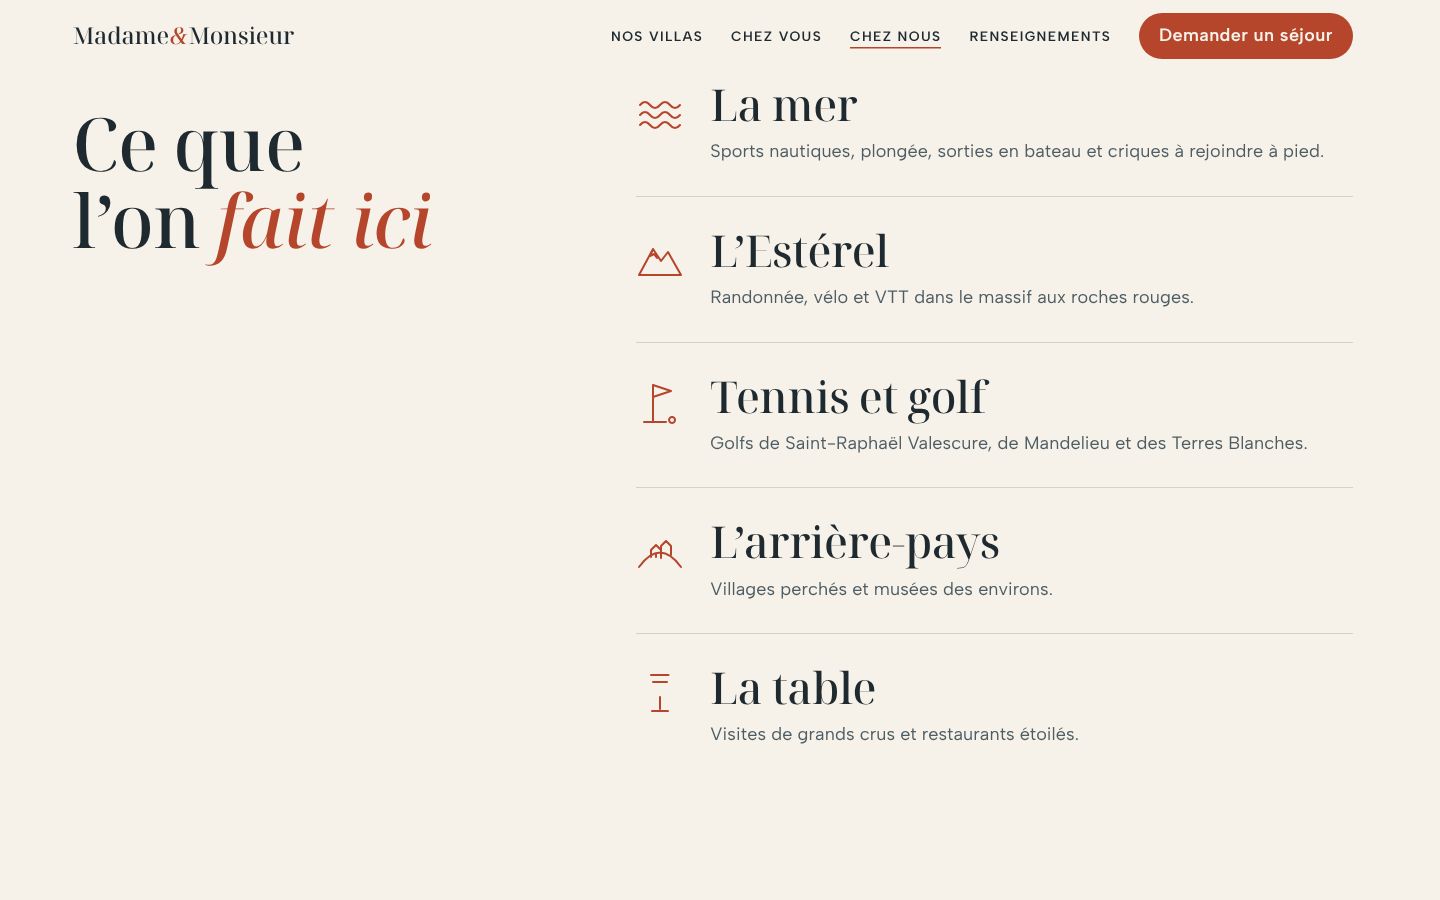 Madame&Monsieur
NOS VILLAS
CHEZ VOUS
CHEZ NOUS
RENSEIGNEMENTS
Demander un séjour
Ce que
l’on fait ici
La mer
Sports nautiques, plongée, sorties en bateau et criques à rejoindre à pied.
L’Estérel
Randonnée, vélo et VTT dans le massif aux roches rouges.
Tennis et golf
Golfs de Saint-Raphaël Valescure, de Mandelieu et des Terres Blanches.
L’arrière-pays
Villages perchés et musées des environs.
La table
Visites de grands crus et restaurants étoilés.